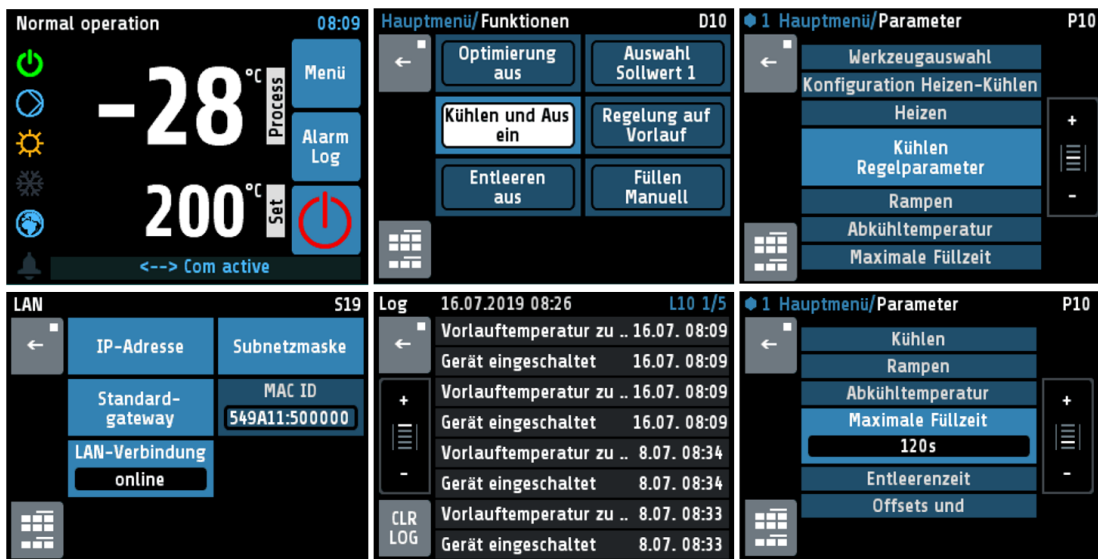 Normal operation 08:09
-28 °C Process
Menü
Alarm
Log
200 °C Set
<--> Com active
Hauptmenü/Funktionen D10
Optimierung
aus
Auswahl
Sollwert 1
Kühlen und Aus
ein
Regelung auf
Vorlauf
Entleeren
aus
Füllen
Manuell
1 Hauptmenü/Parameter P10
Werkzeugauswahl
Konfiguration Heizen-Kühlen
Heizen
Kühlen
Regelparameter
Rampen
Abkühltemperatur
Maximale Füllzeit
+
-
LAN S19
IP-Adresse
Subnetzmaske
Standard-
gateway
MAC ID
549A11:500000
LAN-Verbindung
online
Log 16.07.2019 08:26 L10 1/5
Vorlauftemperatur zu .. 16.07. 08:09
Gerät eingeschaltet 16.07. 08:09
Vorlauftemperatur zu .. 16.07. 08:09
Gerät eingeschaltet 16.07. 08:09
Vorlauftemperatur zu .. 8.07. 08:34
Gerät eingeschaltet 8.07. 08:34
Vorlauftemperatur zu .. 8.07. 08:33
Gerät eingeschaltet 8.07. 08:33
+
-
CLR
LOG
1 Hauptmenü/Parameter P10
Kühlen
Rampen
Abkühltemperatur
Maximale Füllzeit
120s
Entleerenzeit
Offsets und
+
-